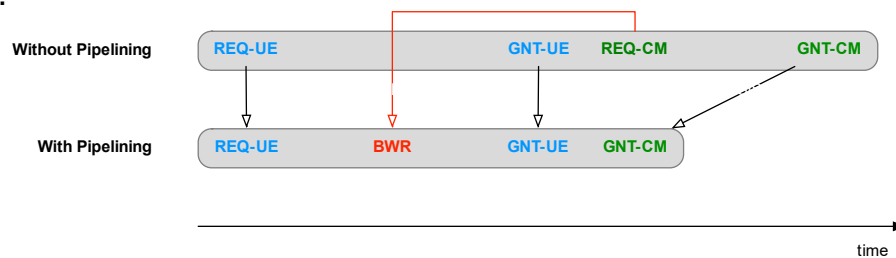 Without Pipelining REQ-UE GNT-UE REQ-CM GNT-CM
With Pipelining REQ-UE BWR GNT-UE GNT-CM
time